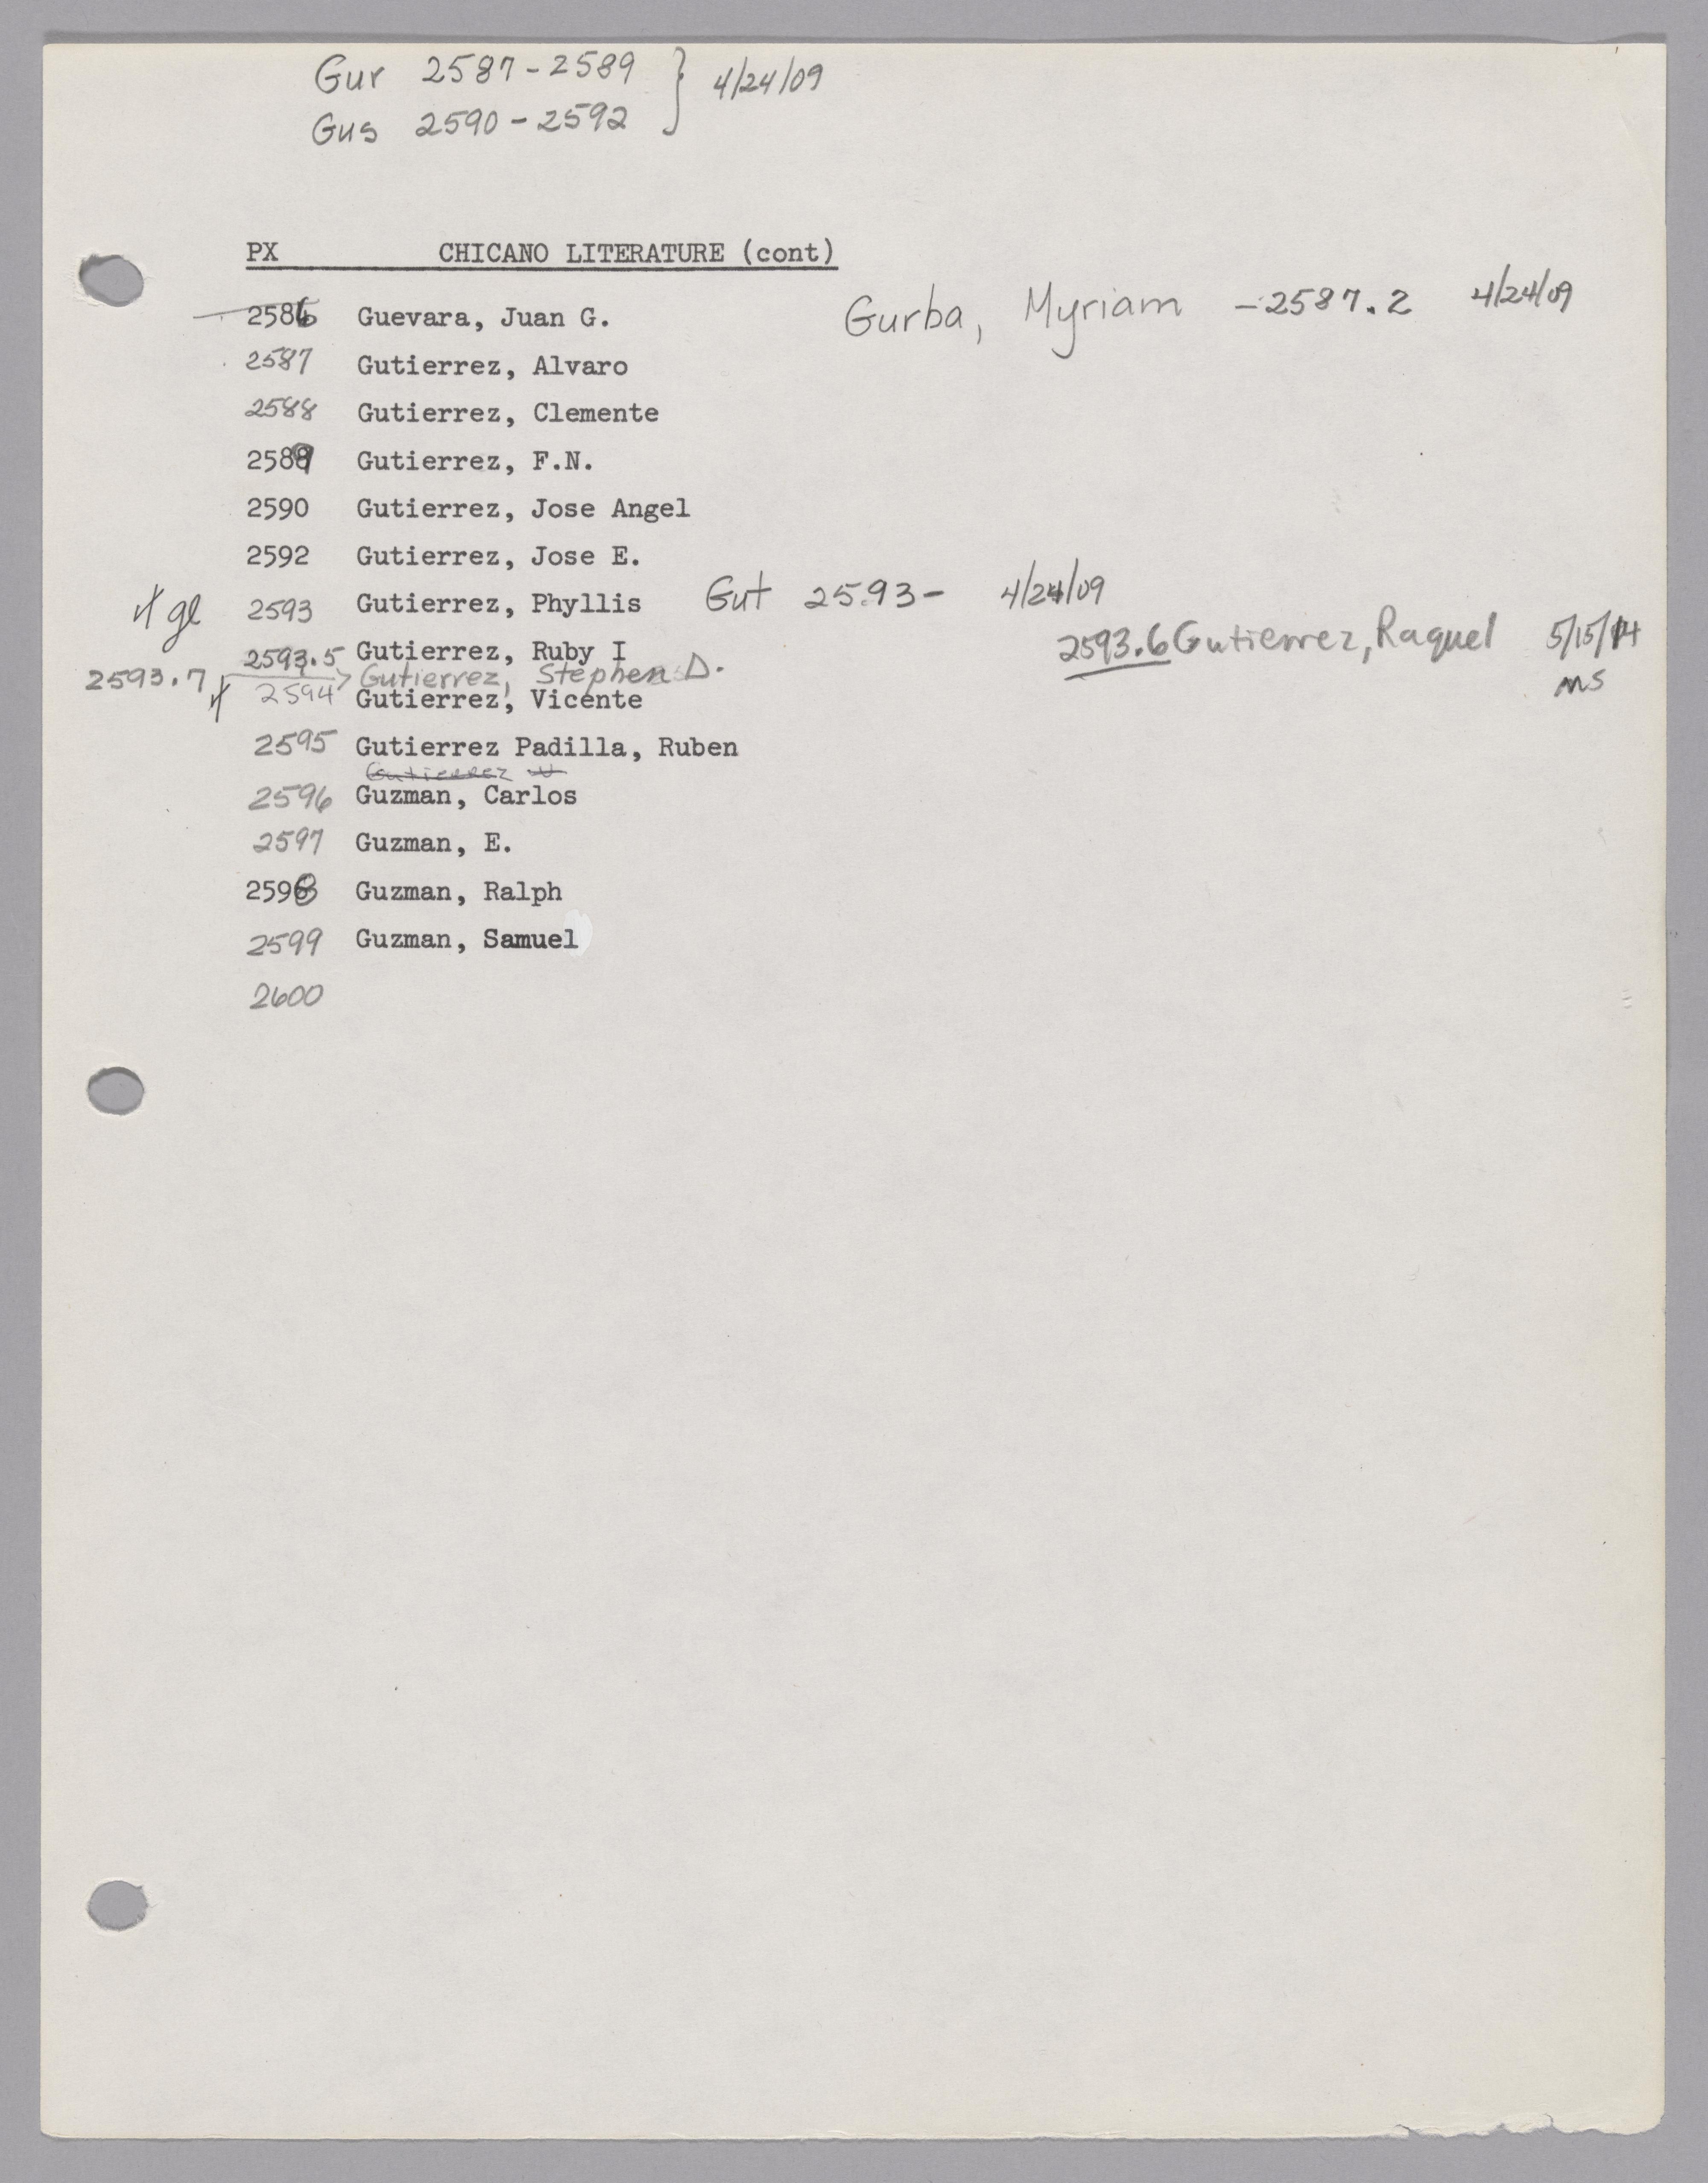 Gur 2587-2589 } 4/24/09
Gus 2590-2592
PX CHICANO LITERATURE (cont)
2586 Guevara, Juan G. Gurba, Myriam -2587.2 4/24/09
2587 Gutierrez, Alvaro
2588 Gutierrez, Clemente
2589 Gutierrez, F.N.
2590 Gutierrez, Jose Angel
2592 Gutierrez, Jose E.
2593 Gutierrez, Phyllis Gut 2593- 4/24/09
2593.5 Gutierrez, Ruby I 2593.6 Gutierrez, Raquel 5/15/14
2593.7 Gutierrez, Stephen D. ms
2594 Gutierrez, Vicente
2595 Gutierrez Padilla, Ruben
Gutierrez
2596 Guzman, Carlos
2597 Guzman, E.
2598 Guzman, Ralph
2599 Guzman, Samuel
2600